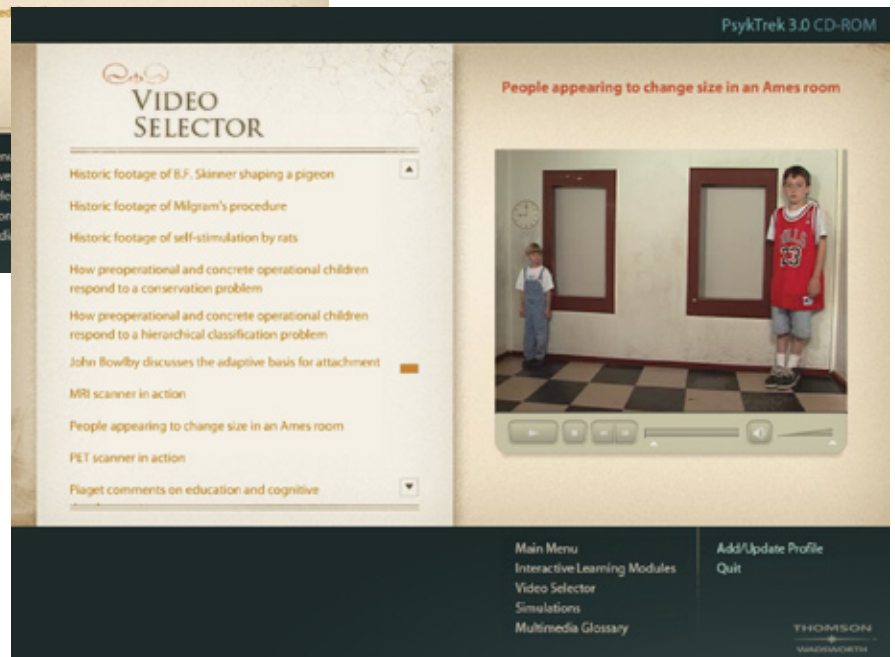 PsykTrek 3.0 CD-ROM
VIDEO
SELECTOR
Historic footage of B.F. Skinner shaping a pigeon
Historic footage of Milgram's procedure
Historic footage of self-stimulation by rats
How preoperational and concrete operational children
respond to a conservation problem
How preoperational and concrete operational children
respond to a hierarchical classification problem
John Bowlby discusses the adaptive basis for attachment
MRI scanner in action
People appearing to change size in an Ames room
PET scanner in action
Piaget comments on education and cognitive
People appearing to change size in an Ames room
BULLS
23
Main Menu
Interactive Learning Modules
Video Selector
Simulations
Multimedia Glossary
Add/Update Profile
Quit
THOMSON
WADSWORTH